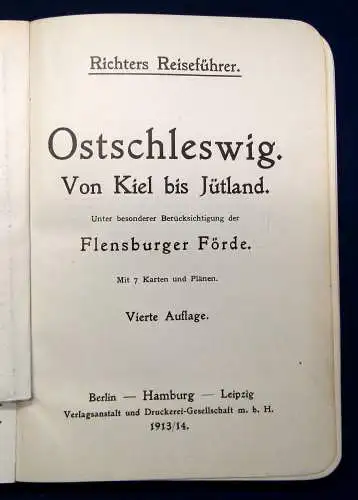 Richters Reiseführer.
Ostschleswig.
Von Kiel bis Jütland.
Unter besonderer Berücksichtigung der
Flensburger Förde.
Mit 7 Karten und Plänen.
Vierte Auflage.
Berlin — Hamburg — Leipzig
Verlagsanstalt und Druckerei-Gesellschaft m. b. H.
1913/14.